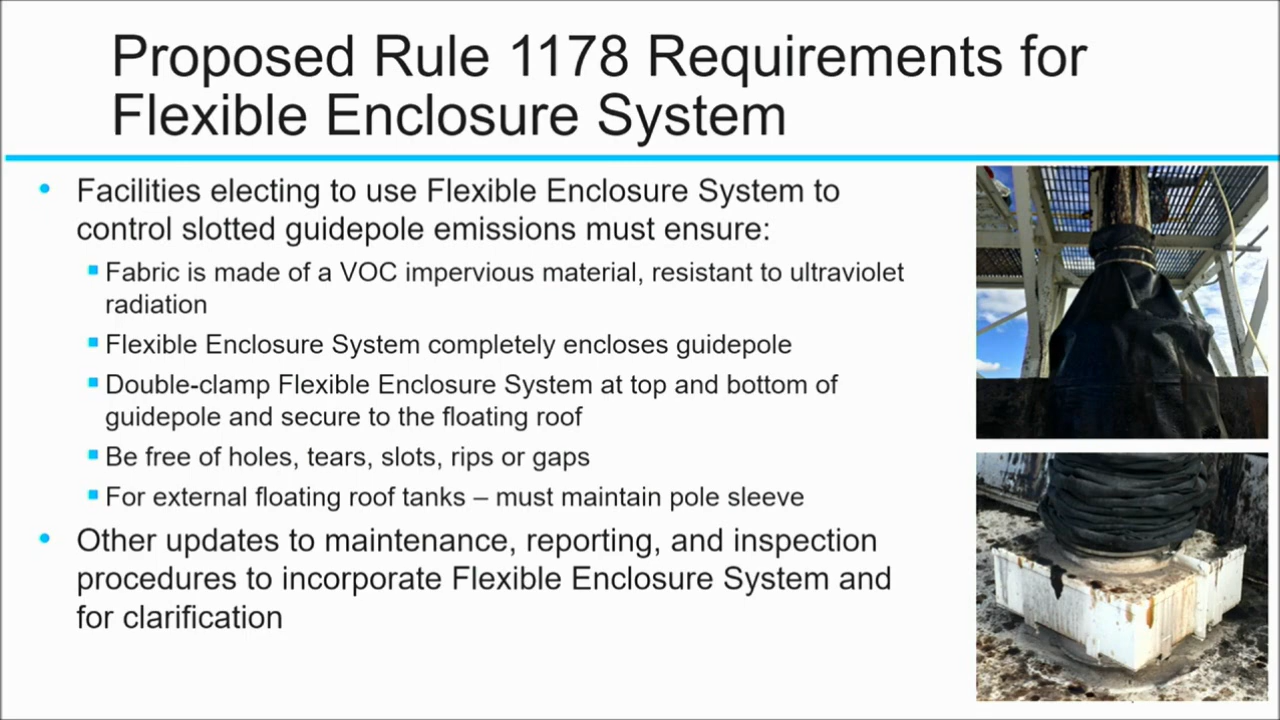 Proposed Rule 1178 Requirements for
Flexible Enclosure System
• Facilities electing to use Flexible Enclosure System to
control slotted guidepole emissions must ensure:
▪ Fabric is made of a VOC impervious material, resistant to ultraviolet
radiation
▪ Flexible Enclosure System completely encloses guidepole
▪ Double-clamp Flexible Enclosure System at top and bottom of
guidepole and secure to the floating roof
▪ Be free of holes, tears, slots, rips or gaps
▪ For external floating roof tanks – must maintain pole sleeve
• Other updates to maintenance, reporting, and inspection
procedures to incorporate Flexible Enclosure System and
for clarification